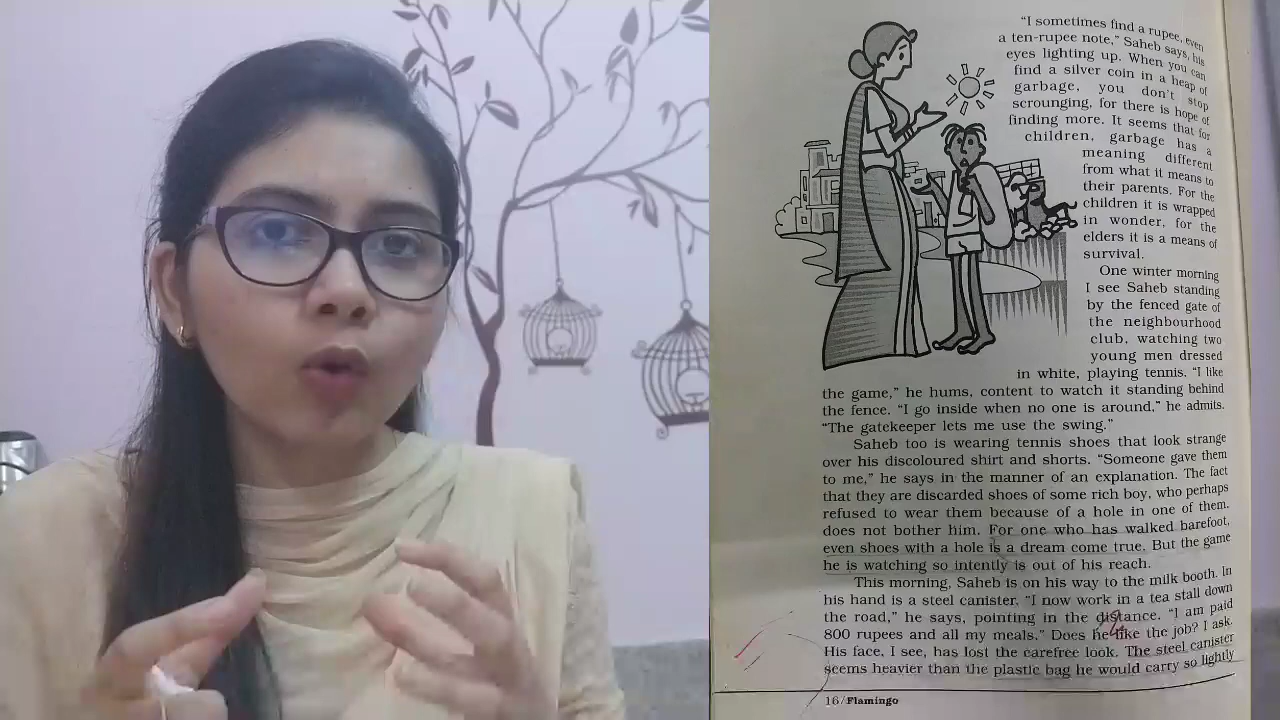 "I sometimes find a rupee, even
a ten-rupee note," Saheb says, his
eyes lighting up. When you can
find a silver coin in a heap of
garbage, you don't stop
scrounging, for there is hope of
finding more. It seems that for
children, garbage has a
meaning different
from what it means to
their parents. For the
children it is wrapped
in wonder, for the
elders it is a means of
survival.
One winter morning
I see Saheb standing
by the fenced gate of
the neighbourhood
club, watching two
young men dressed
in white, playing tennis. "I like
the game," he hums, content to watch it standing behind
the fence. "I go inside when no one is around," he admits.
"The gatekeeper lets me use the swing."
Saheb too is wearing tennis shoes that look strange
over his discoloured shirt and shorts. "Someone gave them
to me," he says in the manner of an explanation. The fact
that they are discarded shoes of some rich boy, who perhaps
refused to wear them because of a hole in one of them,
does not bother him. For one who has walked barefoot,
even shoes with a hole is a dream come true. But the game
he is watching so intently is out of his reach.
This morning, Saheb is on his way to the milk booth. In
his hand is a steel canister. "I now work in a tea stall down
the road," he says, pointing in the distance. "I am paid
800 rupees and all my meals." Does he like the job? I ask.
His face, I see, has lost the carefree look. The steel canister
seems heavier than the plastic bag he would carry so lightly
16/Flamingo